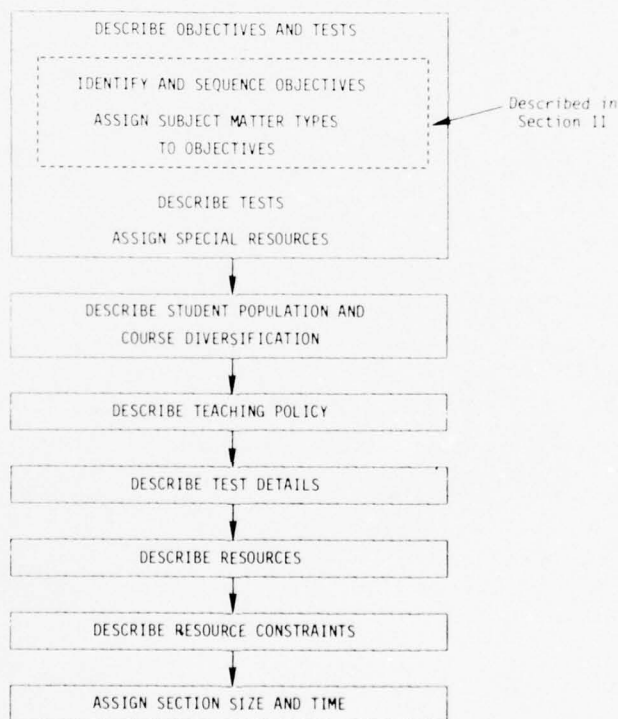 DESCRIBE OBJECTIVES AND TESTS
IDENTIFY AND SEQUENCE OBJECTIVES
ASSIGN SUBJECT MATTER TYPES
TO OBJECTIVES
Described in
Section II
DESCRIBE TESTS
ASSIGN SPECIAL RESOURCES
DESCRIBE STUDENT POPULATION AND
COURSE DIVERSIFICATION
DESCRIBE TEACHING POLICY
DESCRIBE TEST DETAILS
DESCRIBE RESOURCES
DESCRIBE RESOURCE CONSTRAINTS
ASSIGN SECTION SIZE AND TIME